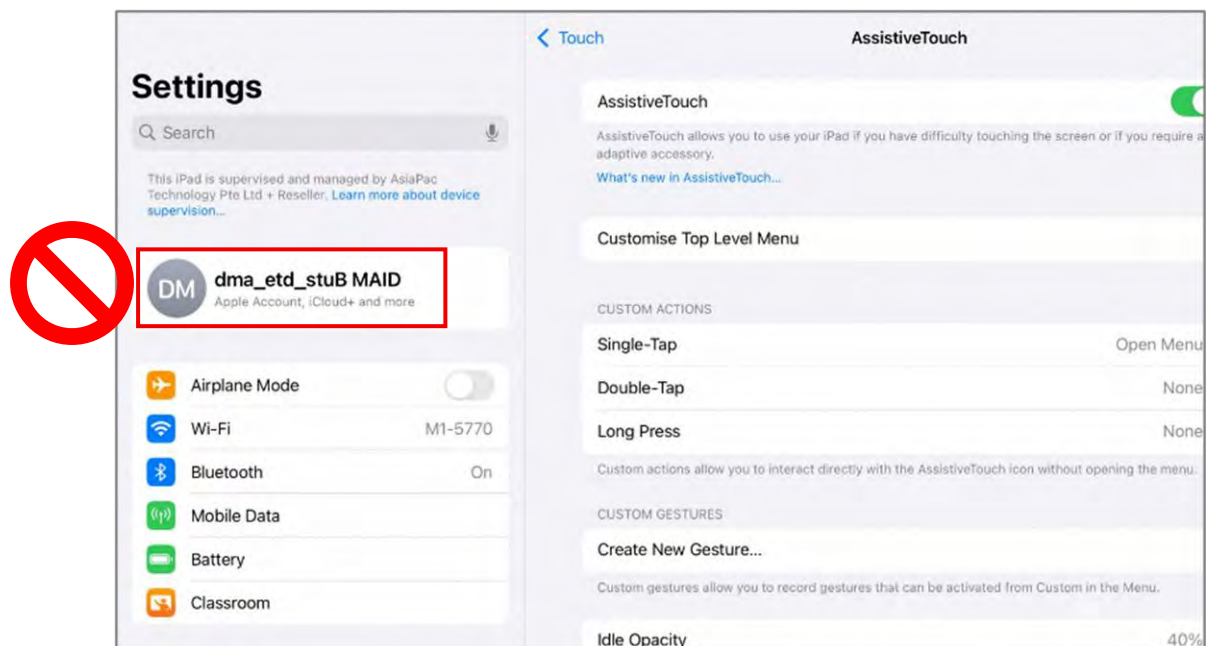 Settings
Search
This iPad is supervised and managed by AsiaPac
Technology Pte Ltd + Reseller. Learn more about device
supervision...
DM
dma_etd_stuB MAID
Apple Account, iCloud+ and more
Airplane Mode
Wi-Fi M1-5770
Bluetooth On
Mobile Data
Battery
Classroom
Touch
AssistiveTouch
AssistiveTouch
AssistiveTouch allows you to use your iPad if you have difficulty touching the screen or if you require a
adaptive accessory.
What's new in AssistiveTouch...
Customise Top Level Menu
CUSTOM ACTIONS
Single-Tap Open Menu
Double-Tap None
Long Press None
Custom actions allow you to interact directly with the AssistiveTouch icon without opening the menu.
CUSTOM GESTURES
Create New Gesture...
Custom gestures allow you to record gestures that can be activated from Custom in the Menu.
Idle Opacity 40%